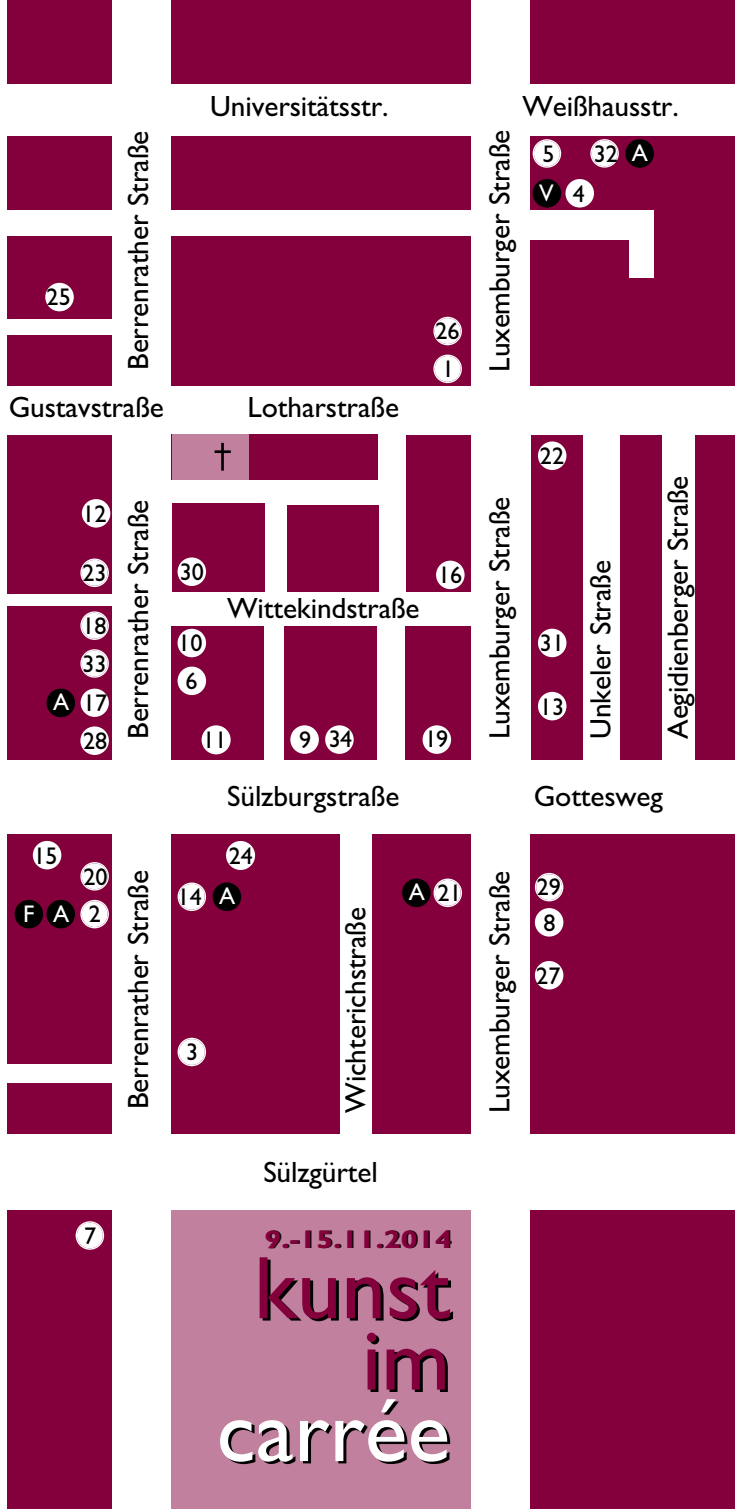 Universitätsstr. Weißhausstr.
Berrenrather Straße
Luxemburger Straße
5 32 A
V 4
25
26
1
Gustavstraße Lotharstraße
†
22
12
Berrenrather Straße
Luxemburger Straße
Unkeler Straße
Aegidienberger Straße
23 30 16
Wittekindstraße
18 10 31
33 6
A 17 13
28 11 9 34 19
Sülzburgstraße Gottesweg
15 24
20
Berrenrather Straße
Wichterichstraße
Luxemburger Straße
14 A A 21 29
F A 2 8
27
3
Sülzgürtel
7
9.-15.11.2014
kunst
im
carrée